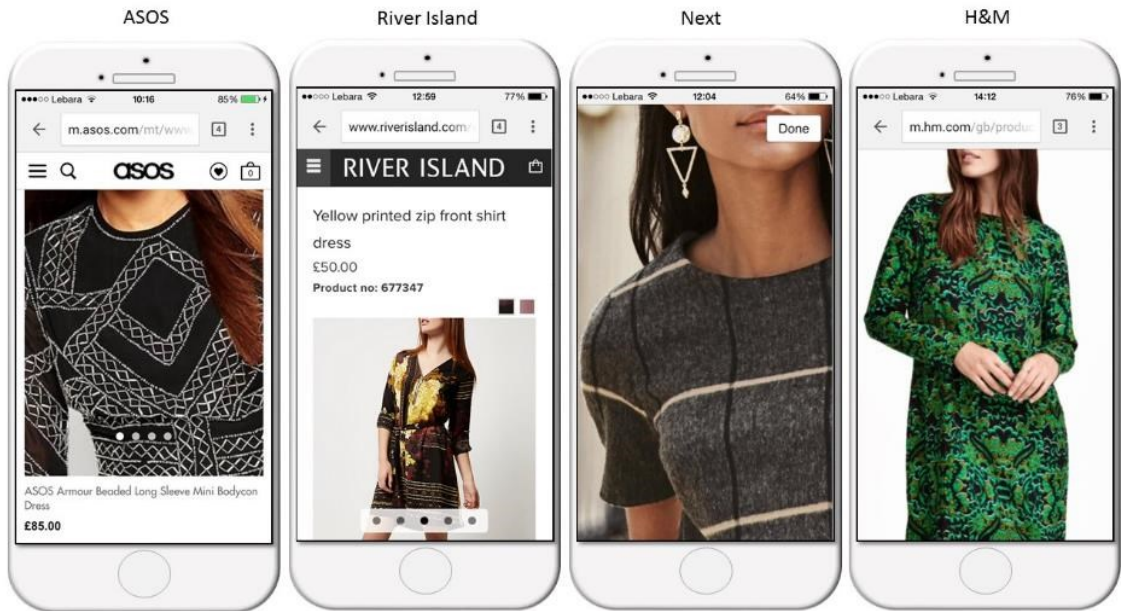 ASOS
River Island
Next
H&M
Lebara 10:16 85%
m.asos.com/mt/www
4
asos
0
ASOS Armour Beaded Long Sleeve Mini Bodycon
Dress
£85.00
Lebara 12:59 77%
www.riverisland.com/
4
RIVER ISLAND
Yellow printed zip front shirt
dress
£50.00
Product no: 677347
Lebara 12:04 64%
Done
Lebara 14:12 76%
m.hm.com/gb/produc
3